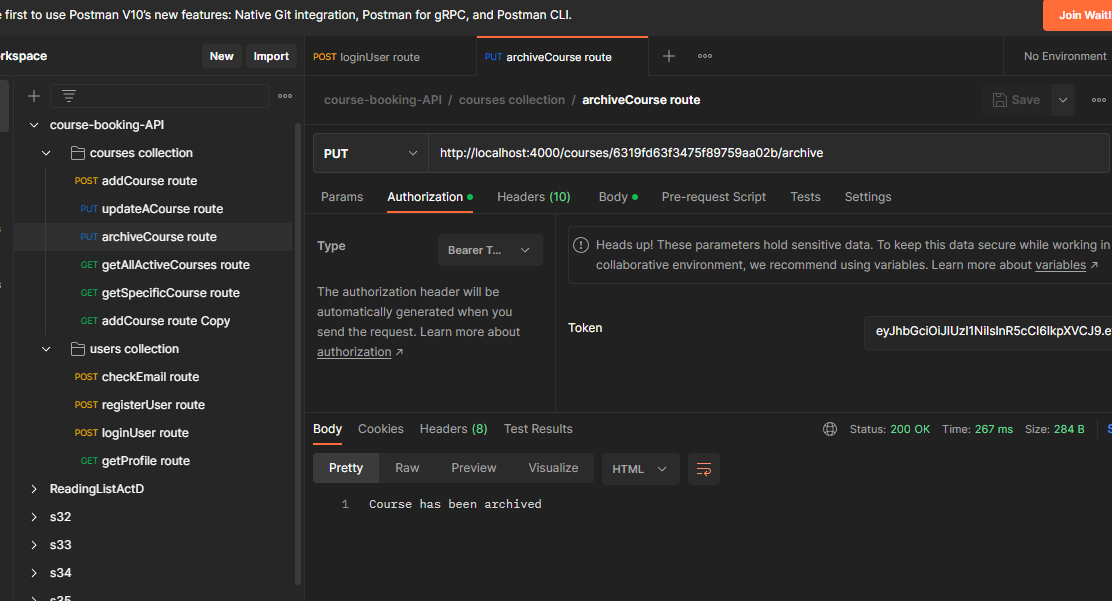 first to use Postman V10's new features: Native Git integration, Postman for gRPC, and Postman CLI.
Join
New
Import
POST loginUser route
PUT archiveCourse route
No Environment
course-booking-API / courses collection / archiveCourse route
Save
course-booking-API
courses collection
POST addCourse route
PUT updateACourse route
PUT archiveCourse route
GET getAllActiveCourses route
GET getSpecificCourse route
GET addCourse route Copy
users collection
POST checkEmail route
POST registerUser route
POST loginUser route
GET getProfile route
ReadingListActD
s32
s33
s34
s35
PUT
http://localhost:4000/courses/6319fd63f3475f89759aa02b/archive
Params
Authorization
Headers (10)
Body
Pre-request Script
Tests
Settings
Type
Bearer T...
The authorization header will be
automatically generated when you
send the request. Learn more about
authorization ↗
Heads up! These parameters hold sensitive data. To keep this data secure while working in
collaborative environment, we recommend using variables. Learn more about variables ↗
Token
Body
Cookies
Headers (8)
Test Results
Status: 200 OK
Time: 267 ms
Size: 284 B
Pretty
Raw
Preview
Visualize
HTML
1
Course has been archived